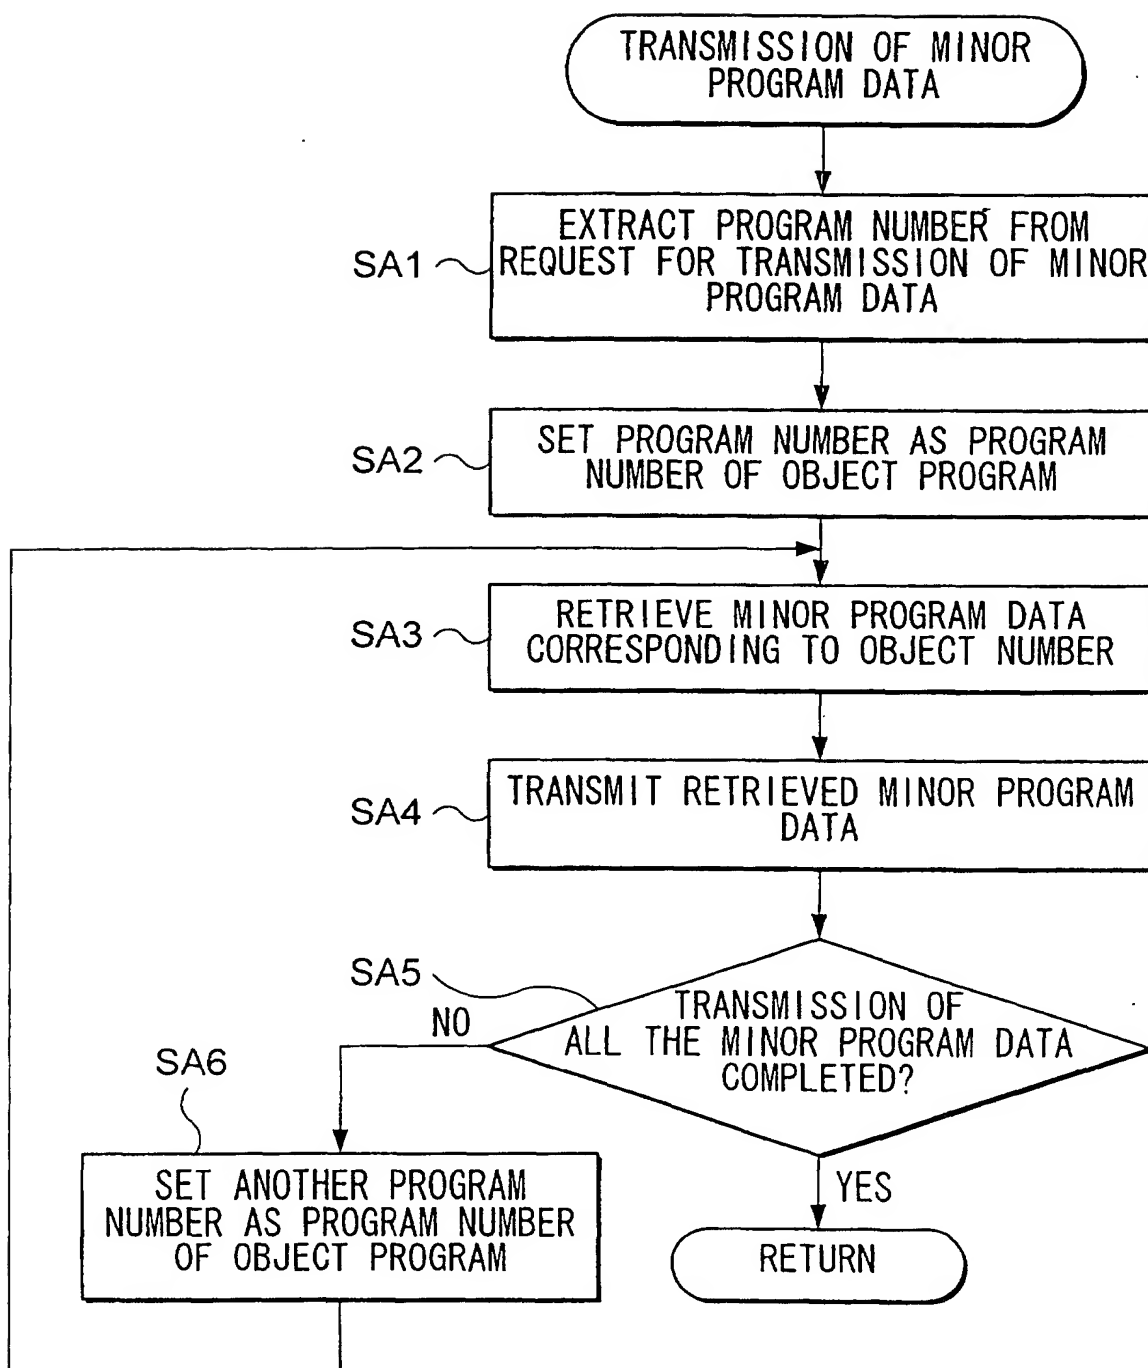 TRANSMISSION OF MINOR
PROGRAM DATA
EXTRACT PROGRAM NUMBER FROM
SA1
REQUEST FOR TRANSMISSION OF MINOR
PROGRAM DATA
SET PROGRAM NUMBER AS PROGRAM
SA2
NUMBER OF OBJECT PROGRAM
RETRIEVE MINOR PROGRAM DATA
SA3
CORRESPONDING TO OBJECT NUMBER
TRANSMIT RETRIEVED MINOR PROGRAM
SA4
DATA
SA5
TRANSMISSION OF
NO
ALL THE MINOR PROGRAM DATA
COMPLETED?
SA6
SET ANOTHER PROGRAM
NUMBER AS PROGRAM NUMBER
OF OBJECT PROGRAM
YES
RETURN